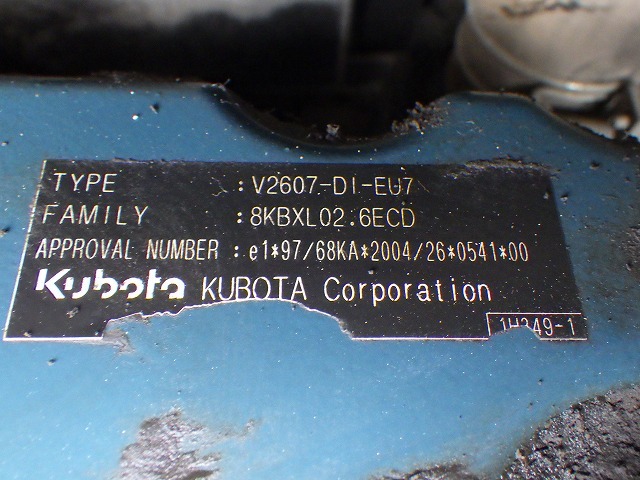 TYPE : V2607-DI-EU7
FAMILY : 8KBXL02.6ECD
APPROVAL NUMBER : e1*97/68KA*2004/26*0541*00
Kubota KUBOTA Corporation
1H349-1